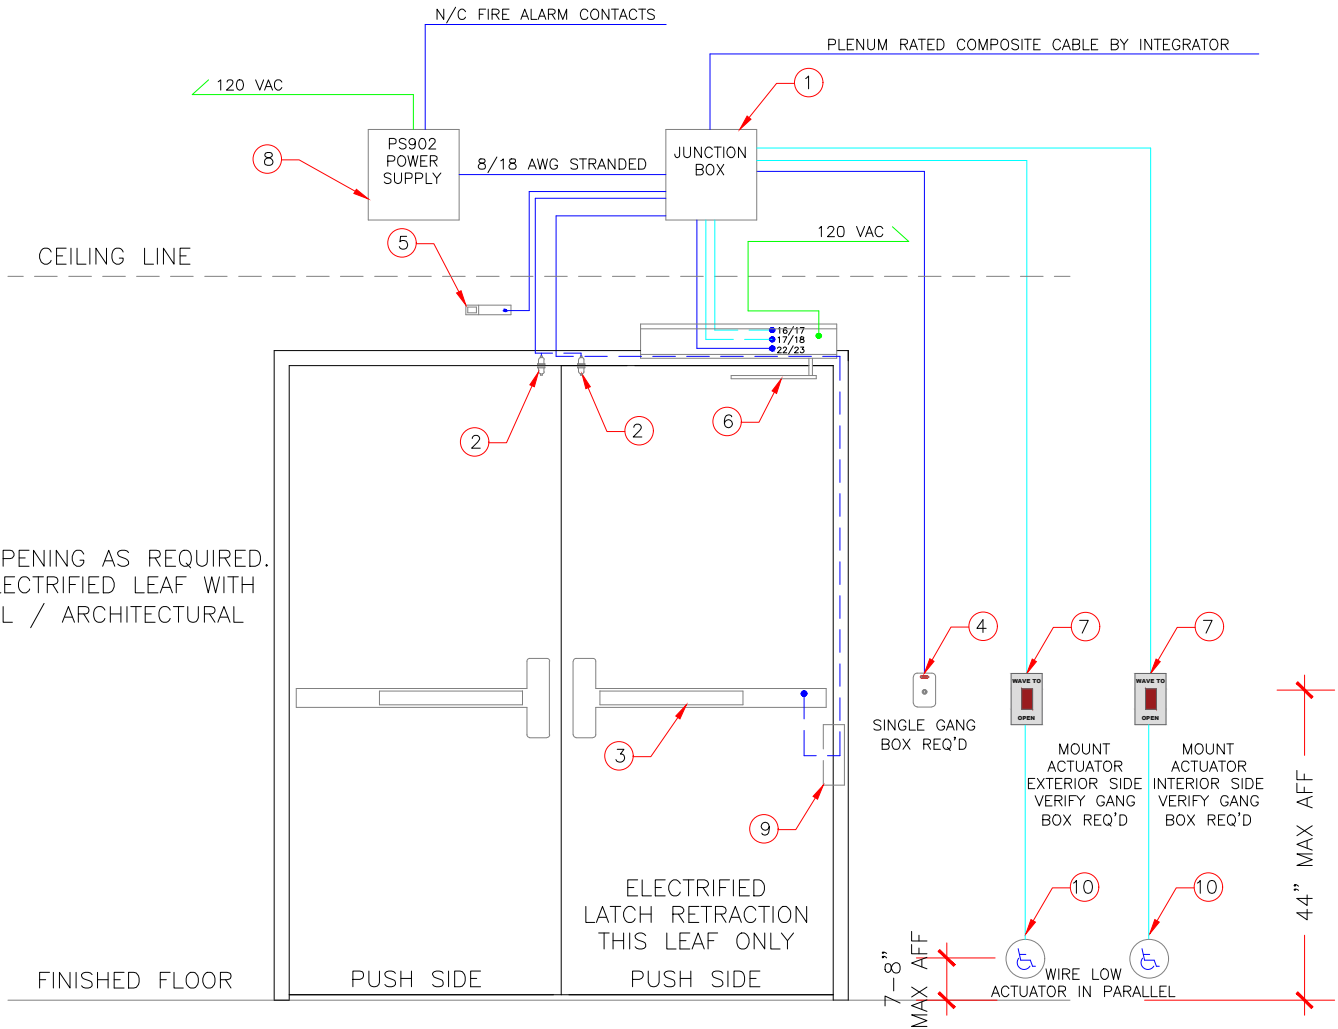 N/C FIRE ALARM CONTACTS
PLENUM RATED COMPOSITE CABLE BY INTEGRATOR
120 VAC
1
PS902
POWER
SUPPLY
8
8/18 AWG STRANDED
JUNCTION
BOX
5
120 VAC
CEILING LINE
16/17
17/18
22/23
2
2
6
PENING AS REQUIRED.
ECTRIFIED LEAF WITH
L / ARCHITECTURAL
4
7
7
WAVE TO
OPEN
WAVE TO
OPEN
3
SINGLE GANG
BOX REQ'D
MOUNT
ACTUATOR
EXTERIOR SIDE
VERIFY GANG
BOX REQ'D
MOUNT
ACTUATOR
INTERIOR SIDE
VERIFY GANG
BOX REQ'D
44" MAX AFF
9
10
10
ELECTRIFIED
LATCH RETRACTION
THIS LEAF ONLY
7-8"
MAX AFF
WIRE LOW
ACTUATOR IN PARALLEL
FINISHED FLOOR
PUSH SIDE
PUSH SIDE